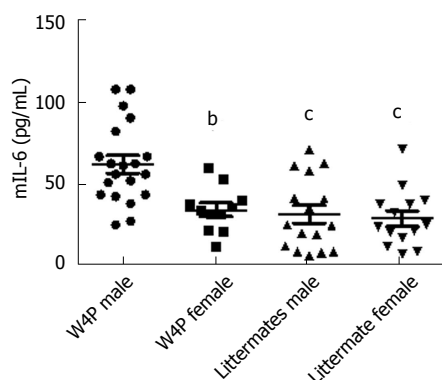 mIL-6 (pg/mL)
150
100
50
0
b
c
c
W4P male
W4P female
Littermates male
Littermate female